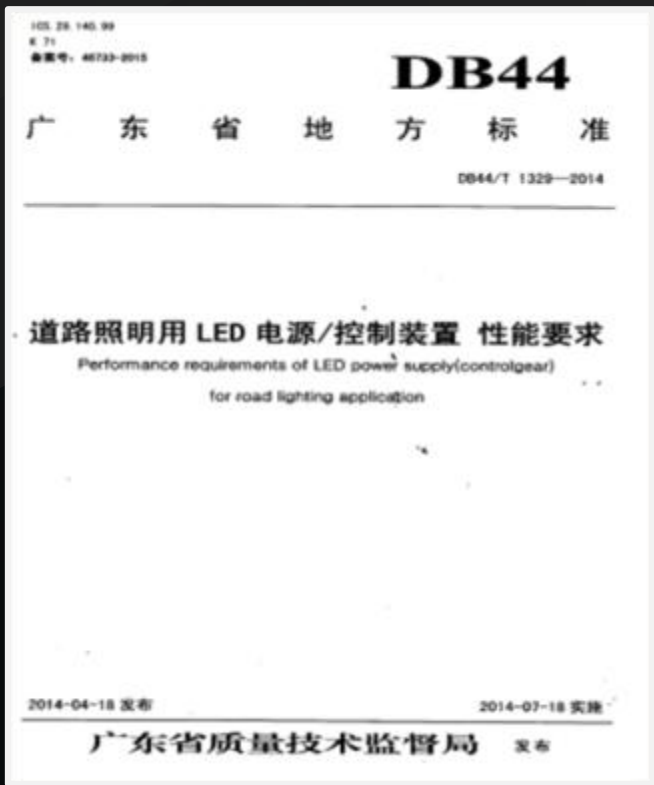 ICS 29.140.99
K 71
备案号：46733-2015
DB44
广东省地方标准
DB44/T 1329—2014
道路照明用 LED 电源/控制装置 性能要求
Performance requirements of LED power supply(controlgear)
for road lighting application
2014-04-18 发布
2014-07-18 实施
广东省质量技术监督局 发布